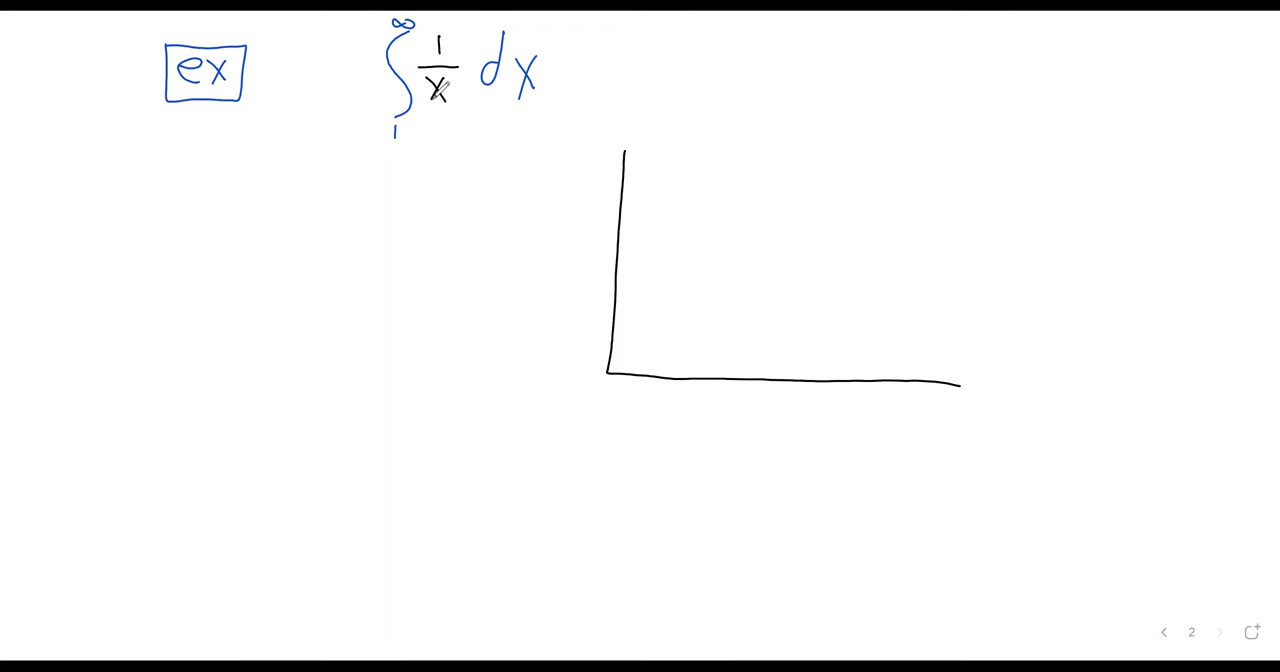 ex ∫₁^∞ 1/x dx
2